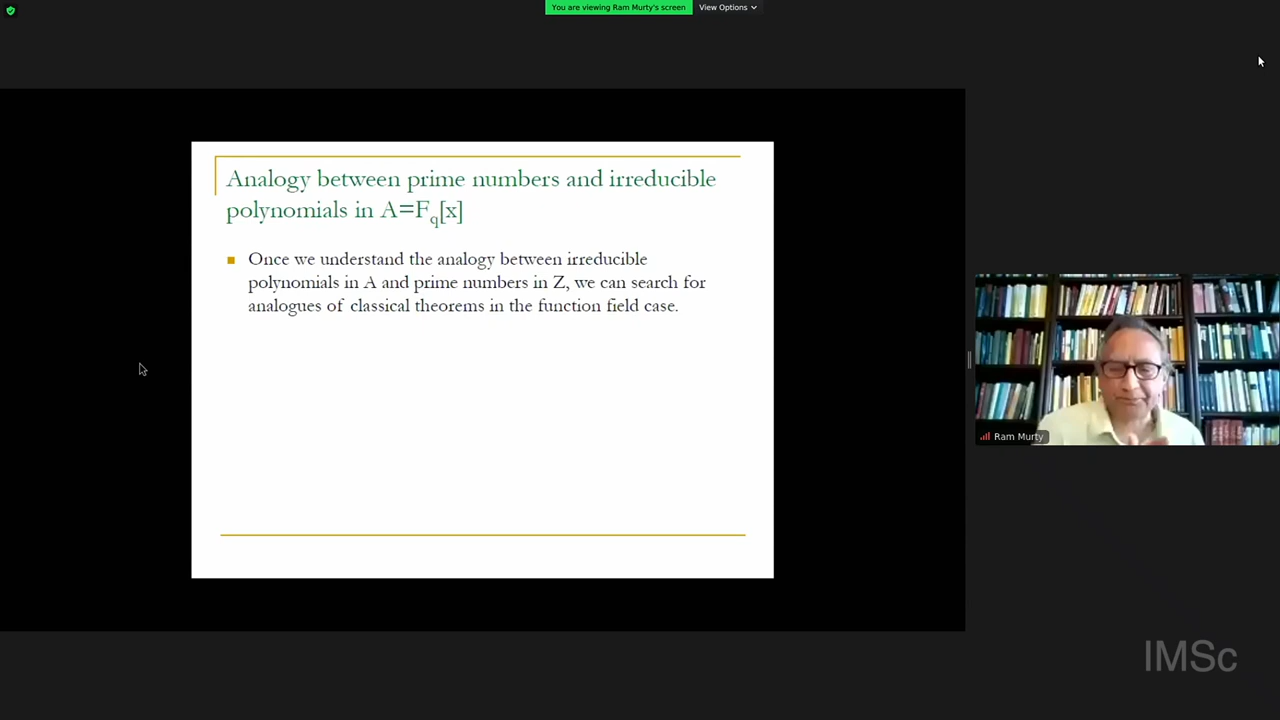 You are viewing Ram Murty's screen
View Options
Analogy between prime numbers and irreducible
polynomials in A=Fq[x]
Once we understand the analogy between irreducible
polynomials in A and prime numbers in Z, we can search for
analogues of classical theorems in the function field case.
Ram Murty
IMSc